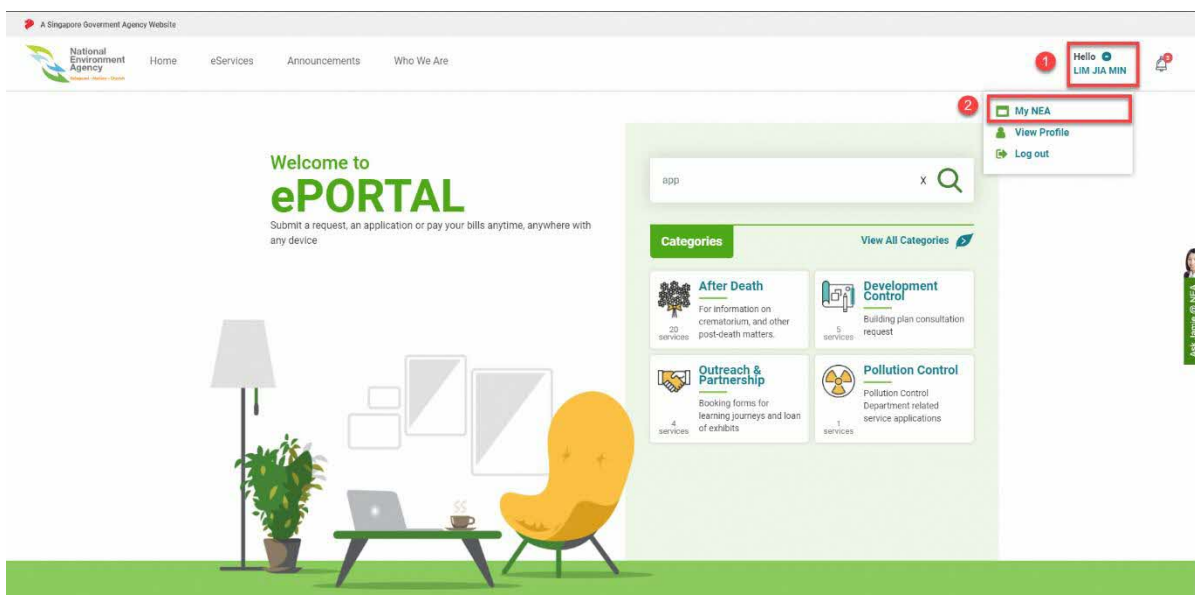 A Singapore Goverment Agency Website
National
Environment
Agency
Home eServices Announcements Who We Are
1
Hello
LIM JIA MIN
2
My NEA
View Profile
Log out
Welcome to
ePORTAL
Submit a request, an application or pay your bills anytime, anywhere with
any device
app X
Categories
View All Categories
After Death
For information on
crematorium, and other
post-death matters.
20
services
Development
Control
Building plan consultation
request
5
services
Outreach &
Partnership
Booking forms for
learning journeys and loan
of exhibits
4
services
Pollution Control
Pollution Control
Department related
service applications
1
services
Ask Jamie @ NEA